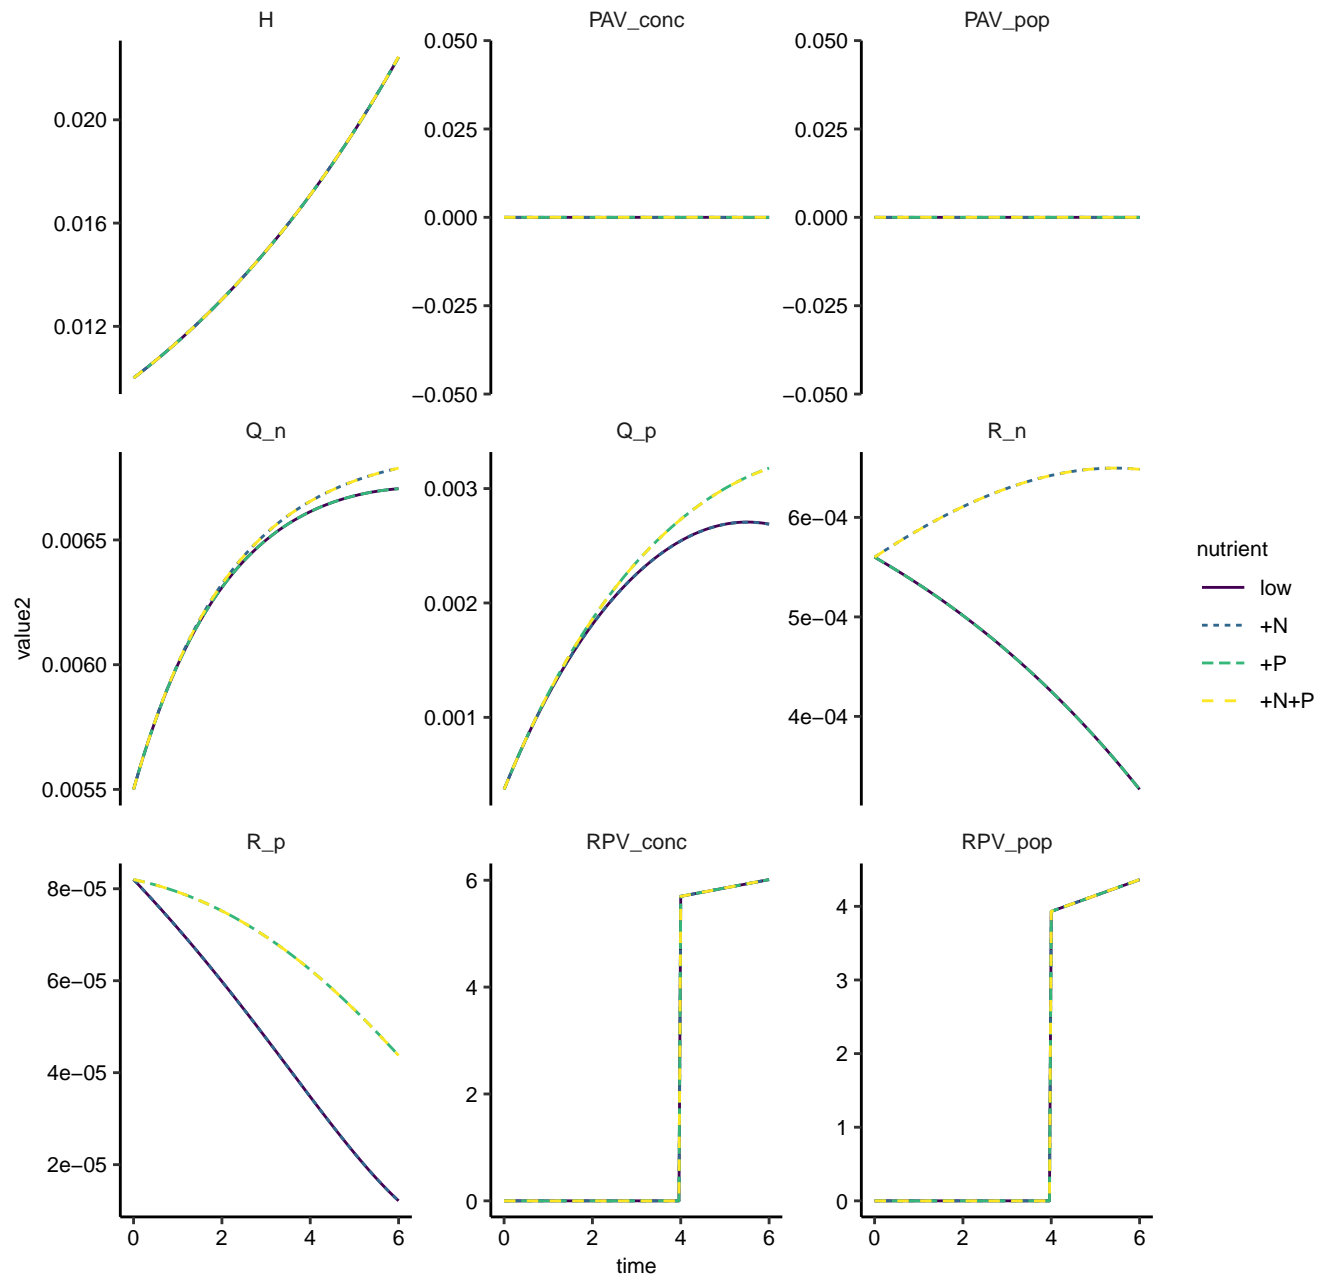 H PAV_conc PAV_pop
0.050 0.050
0.020 0.025 0.025
0.016 0.000 0.000
0.012 −0.025 −0.025
−0.050 −0.050
Q_n Q_p R_n
0.0065 0.003 6e−04
0.0060 0.002 5e−04
0.0055 0.001 4e−04
value2
nutrient
low
+N
+P
+N+P
R_p RPV_conc RPV_pop
8e−05 6 4
6e−05 4 3
4e−05 2 2
2e−05 0 1
0
0 2 4 6 0 2 4 6 0 2 4 6
time